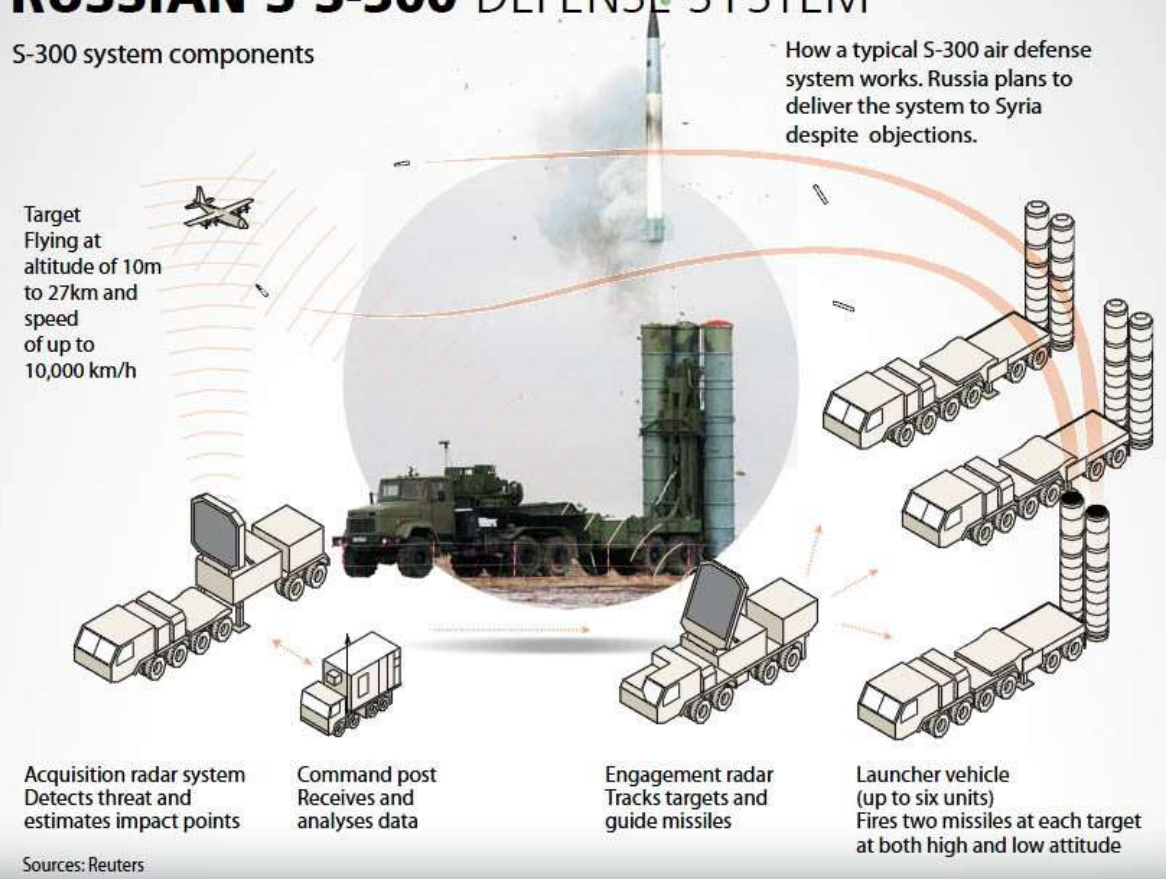 RUSSIAN'S S-300 DEFENSE SYSTEM
S-300 system components
How a typical S-300 air defense
system works. Russia plans to
deliver the system to Syria
despite objections.
Target
Flying at
altitude of 10m
to 27km and
speed
of up to
10,000 km/h
Acquisition radar system
Detects threat and
estimates impact points
Command post
Receives and
analyses data
Engagement radar
Tracks targets and
guide missiles
Launcher vehicle
(up to six units)
Fires two missiles at each target
at both high and low attitude
Sources: Reuters